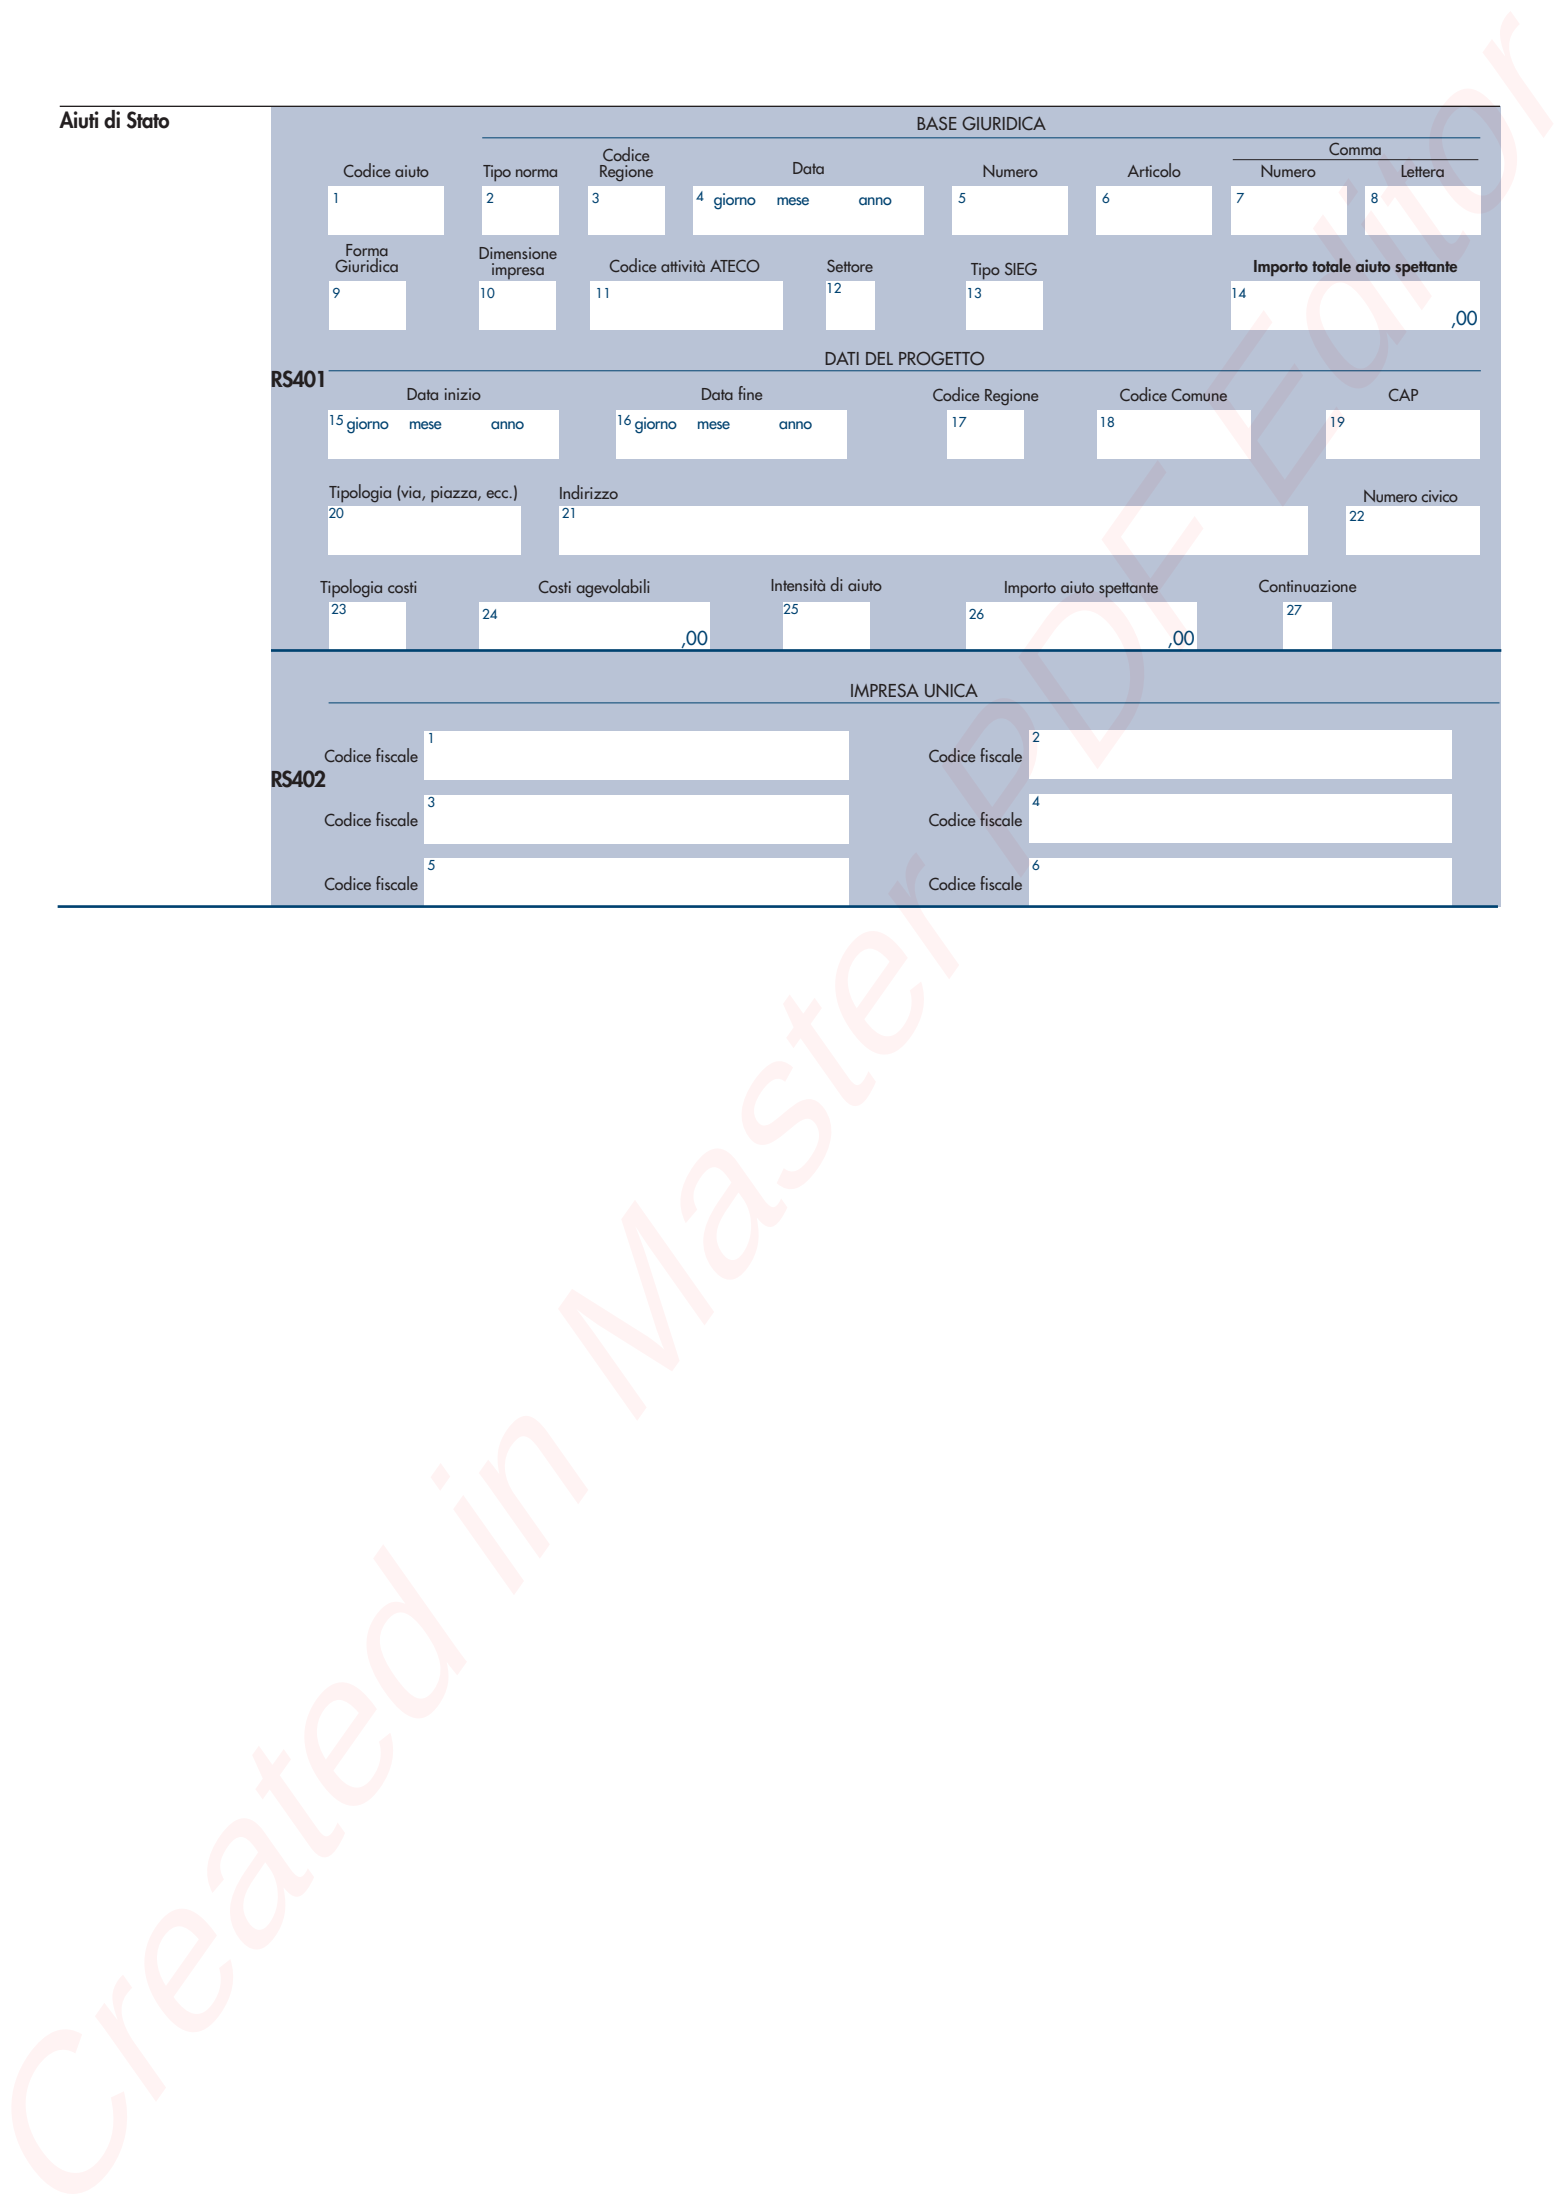 Aiuti di Stato
BASE GIURIDICA
Comma
Codice aiuto Tipo norma Codice Regione Data Numero Articolo Numero Lettera
1 2 3 4 giorno mese anno 5 6 7 8
Forma Giuridica Dimensione impresa Codice attività ATECO Settore Tipo SIEG Importo totale aiuto spettante
9 10 11 12 13 14 ,00
DATI DEL PROGETTO
RS401
Data inizio Data fine Codice Regione Codice Comune CAP
15 giorno mese anno 16 giorno mese anno 17 18 19
Tipologia (via, piazza, ecc.) Indirizzo Numero civico
20 21 22
Tipologia costi Costi agevolabili Intensità di aiuto Importo aiuto spettante Continuazione
23 24 ,00 25 26 ,00 27
IMPRESA UNICA
Codice fiscale 1 Codice fiscale 2
RS402
Codice fiscale 3 Codice fiscale 4
Codice fiscale 5 Codice fiscale 6
Created in Master PDF Editor